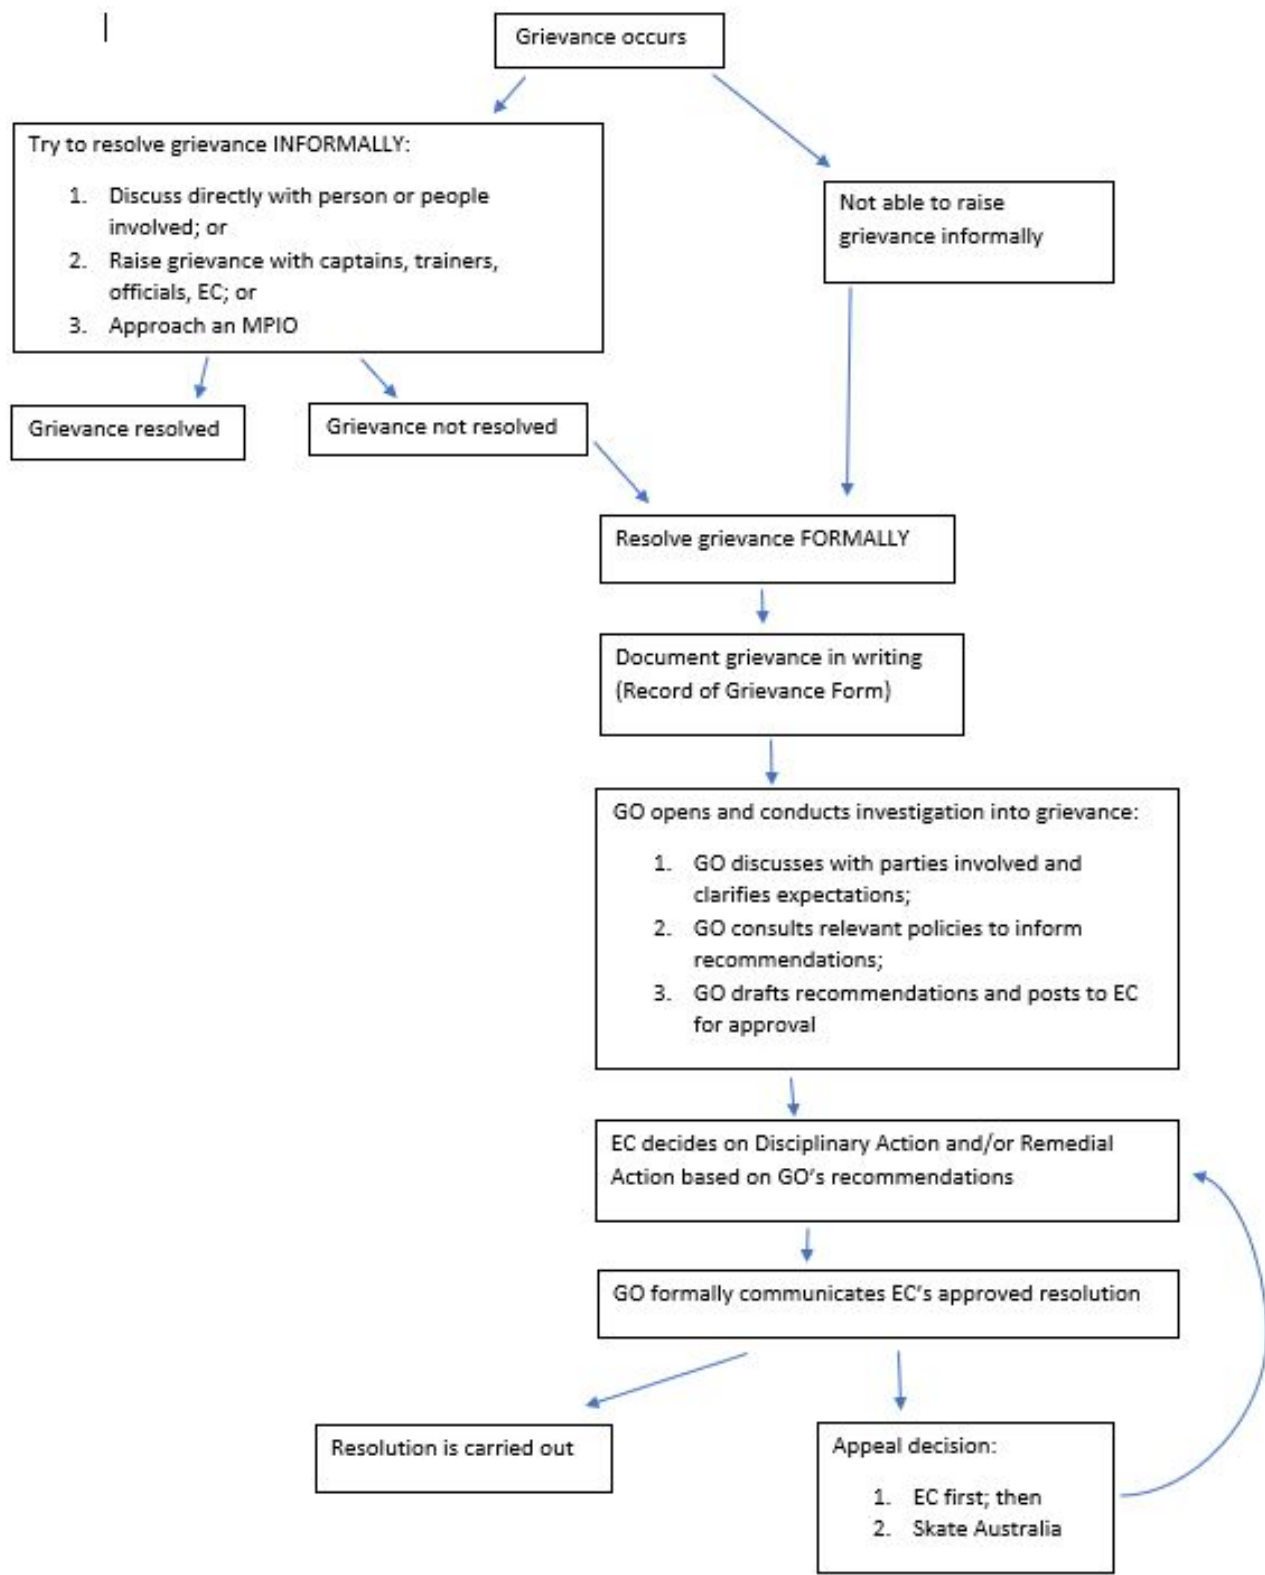 Grievance occurs
Try to resolve grievance INFORMALLY:
1. Discuss directly with person or people
involved; or
2. Raise grievance with captains, trainers,
officials, EC; or
3. Approach an MPIO
Not able to raise
grievance informally
Grievance resolved
Grievance not resolved
Resolve grievance FORMALLY
Document grievance in writing
(Record of Grievance Form)
GO opens and conducts investigation into grievance:
1. GO discusses with parties involved and
clarifies expectations;
2. GO consults relevant policies to inform
recommendations;
3. GO drafts recommendations and posts to EC
for approval
EC decides on Disciplinary Action and/or Remedial
Action based on GO's recommendations
GO formally communicates EC's approved resolution
Resolution is carried out
Appeal decision:
1. EC first; then
2. Skate Australia